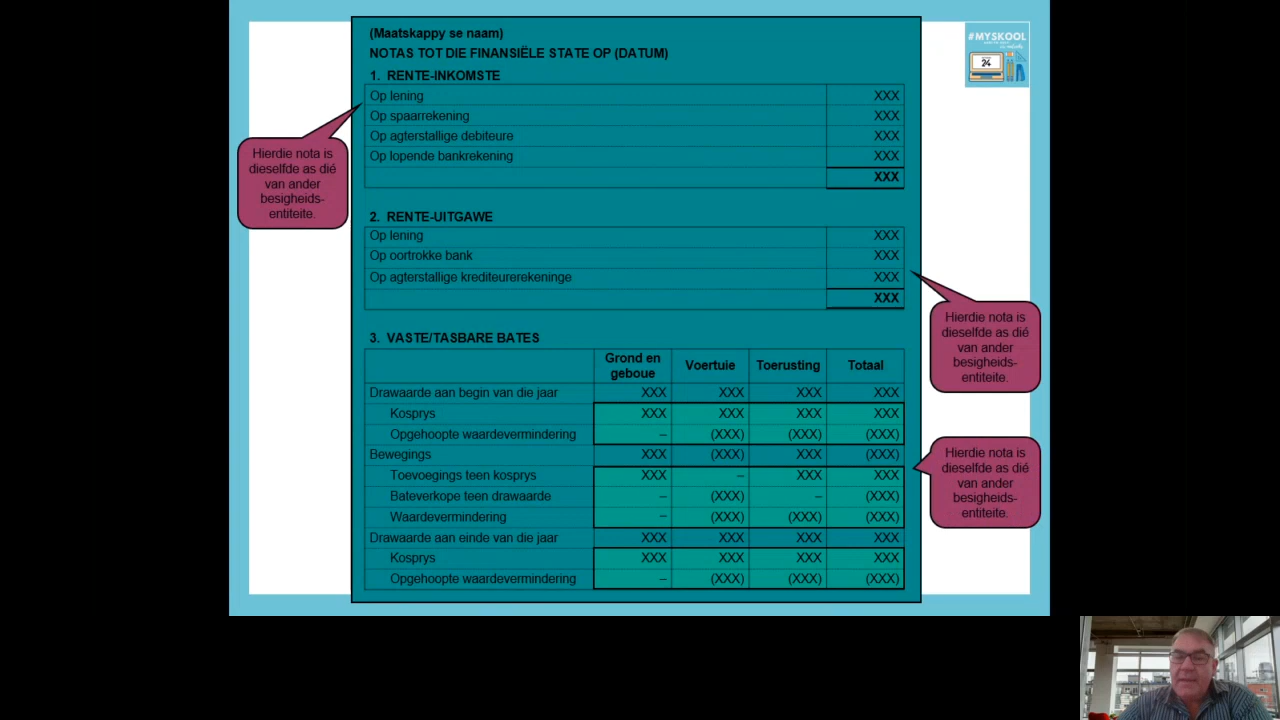 (Maatskappy se naam)
NOTAS TOT DIE FINANSIËLE STATE OP (DATUM)
1. RENTE-INKOMSTE
Op lening XXX
Op spaarrekening XXX
Op agterstallige debiteure XXX
Op lopende bankrekening XXX
XXX
Hierdie nota is
dieselfde as dié
van ander
besigheids-
entiteite.
2. RENTE-UITGAWE
Op lening XXX
Op oortrokke bank XXX
Op agterstallige krediteurerekeninge XXX
XXX
Hierdie nota is
dieselfde as dié
van ander
besigheids-
entiteite.
3. VASTE/TASBARE BATES
Grond en
geboue
Voertuie Toerusting Totaal
Drawaarde aan begin van die jaar XXX XXX XXX XXX
Kosprys XXX XXX XXX XXX
Opgehoopte waardevermindering – (XXX) (XXX) (XXX)
Bewegings XXX (XXX) XXX (XXX)
Toevoegings teen kosprys XXX – XXX XXX
Bateverkope teen drawaarde – (XXX) – (XXX)
Waardevermindering – (XXX) (XXX) (XXX)
Drawaarde aan einde van die jaar XXX XXX XXX XXX
Kosprys XXX XXX XXX XXX
Opgehoopte waardevermindering – (XXX) (XXX) (XXX)
Hierdie nota is
dieselfde as dié
van ander
besigheids-
entiteite.
#MYSKOOL
24